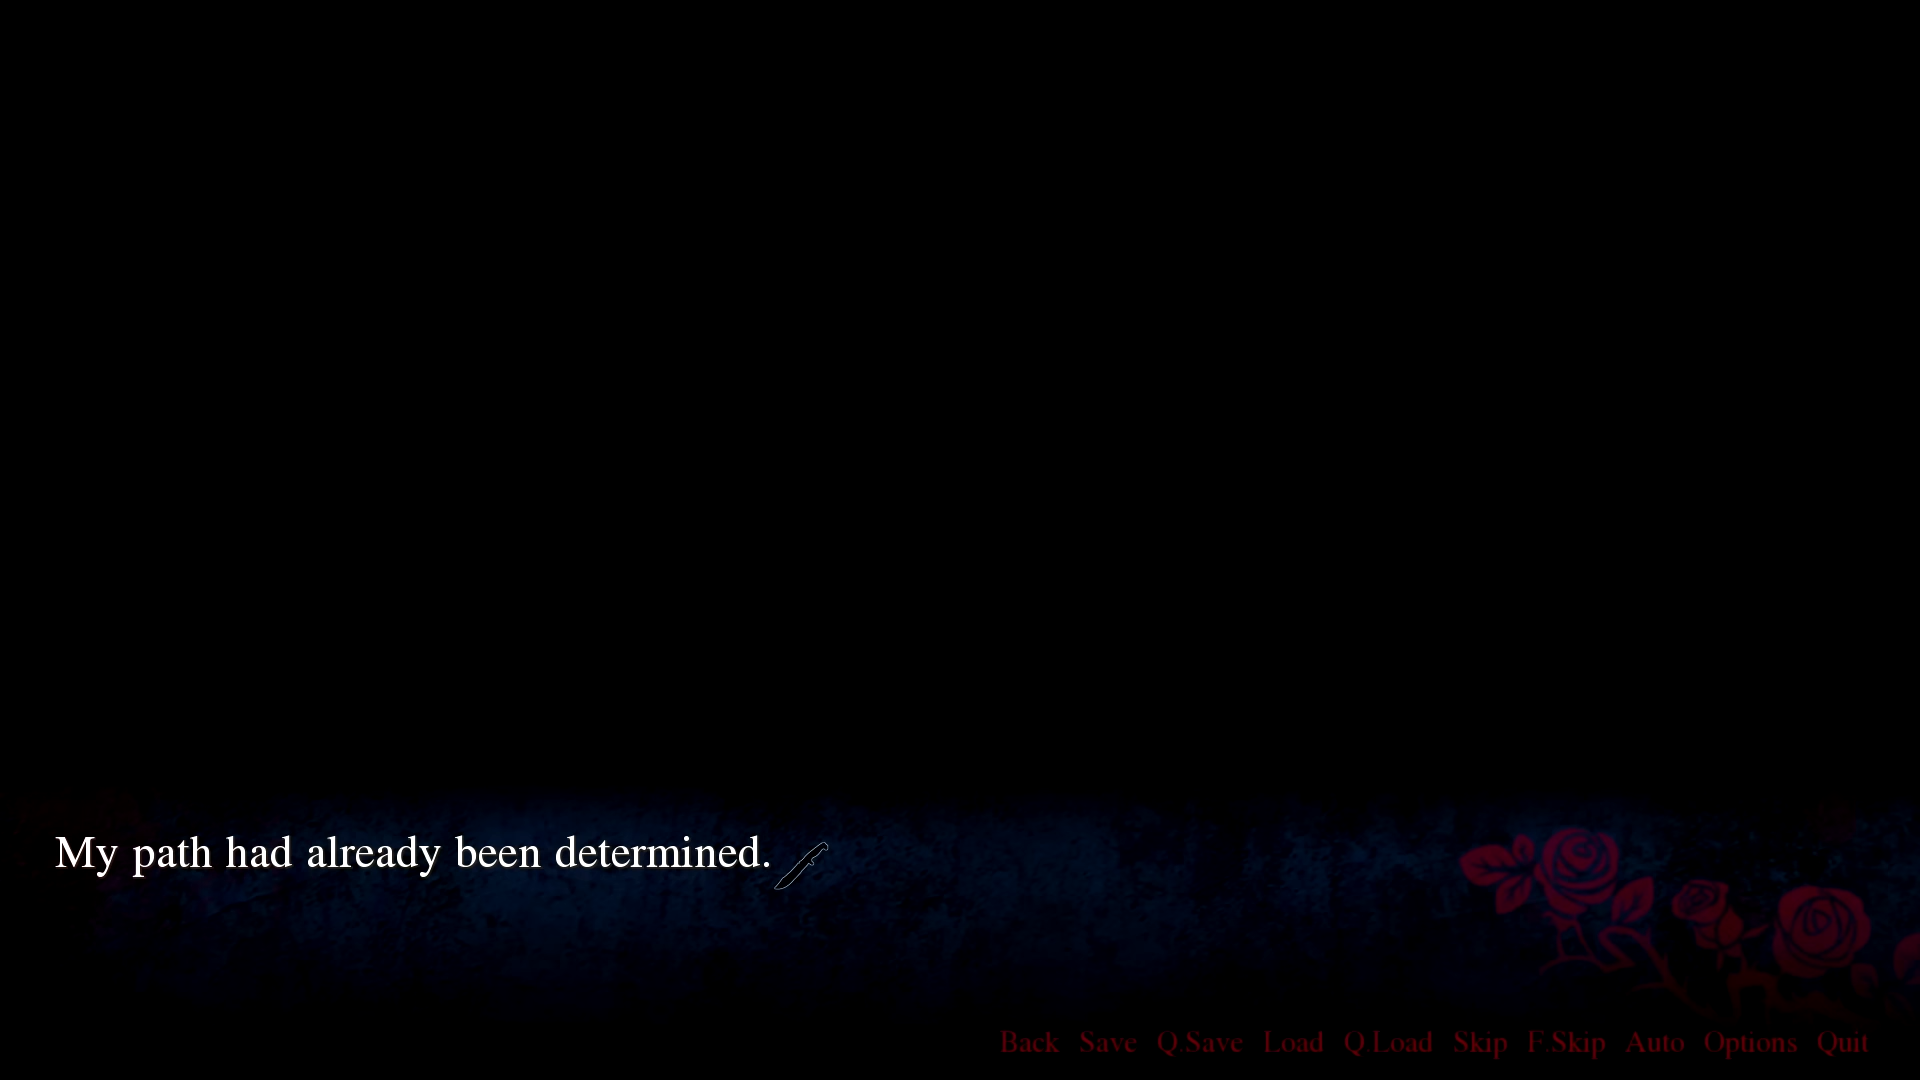 My path had already been determined.
Back Save Q.Save Load Q.Load Skip F.Skip Auto Options Quit